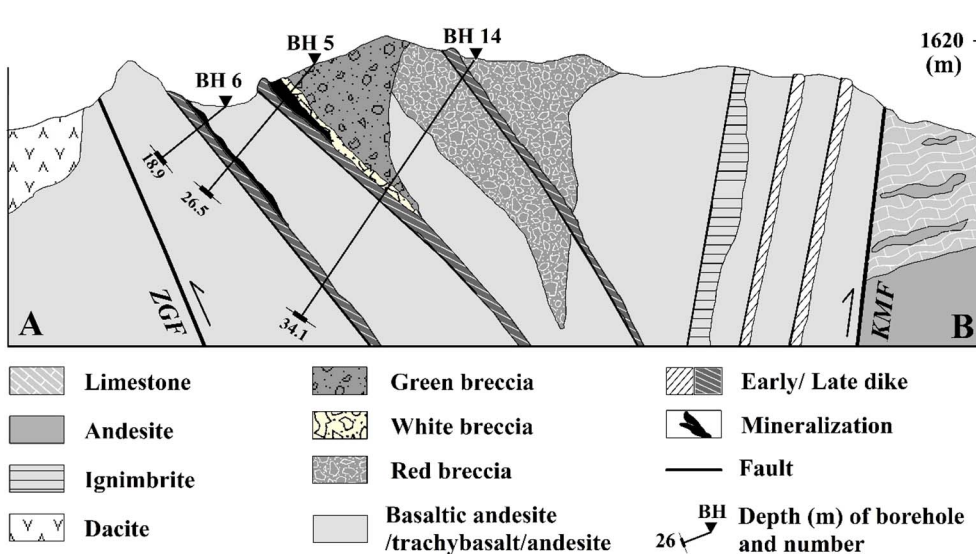 BH 14
1620
(m)
BH 5
BH 6
18.9
26.5
34.1
A
ZGF
KMF
B
Limestone
Green breccia
Early/ Late dike
Andesite
White breccia
Mineralization
Ignimbrite
Red breccia
Fault
Dacite
Basaltic andesite
/trachybasalt/andesite
BH
26
Depth (m) of borehole
and number